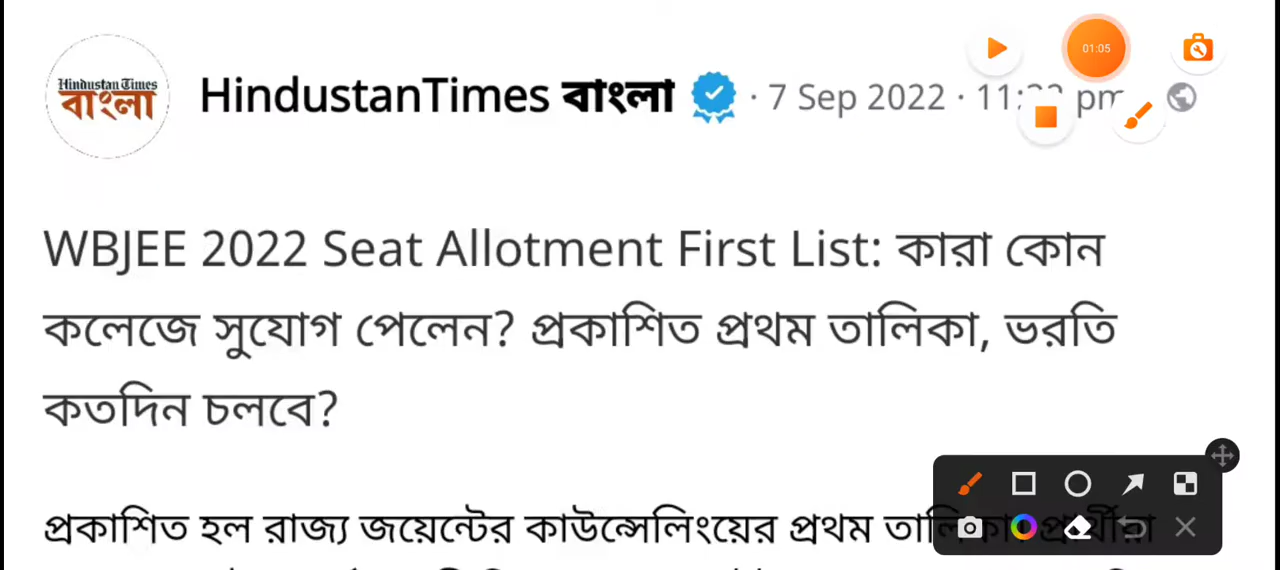 Hindustan Times
বাংলা
HindustanTimes বাংলা · 7 Sep 2022 · pm
01:05
WBJEE 2022 Seat Allotment First List: কারা কোন
কলেজে সুযোগ পেলেন? প্রকাশিত প্রথম তালিকা, ভরতি
কতদিন চলবে?
প্রকাশিত হল রাজ্য জয়েন্টের কাউন্সেলিংয়ের প্রথম